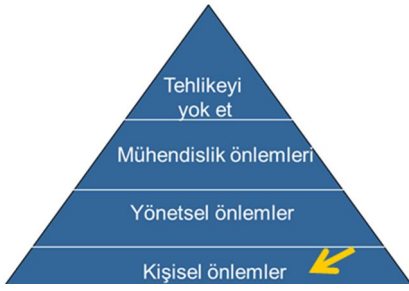 Tehlikeyi
yok et
Mühendislik önlemleri
Yönetsel önlemler
Kişisel önlemler